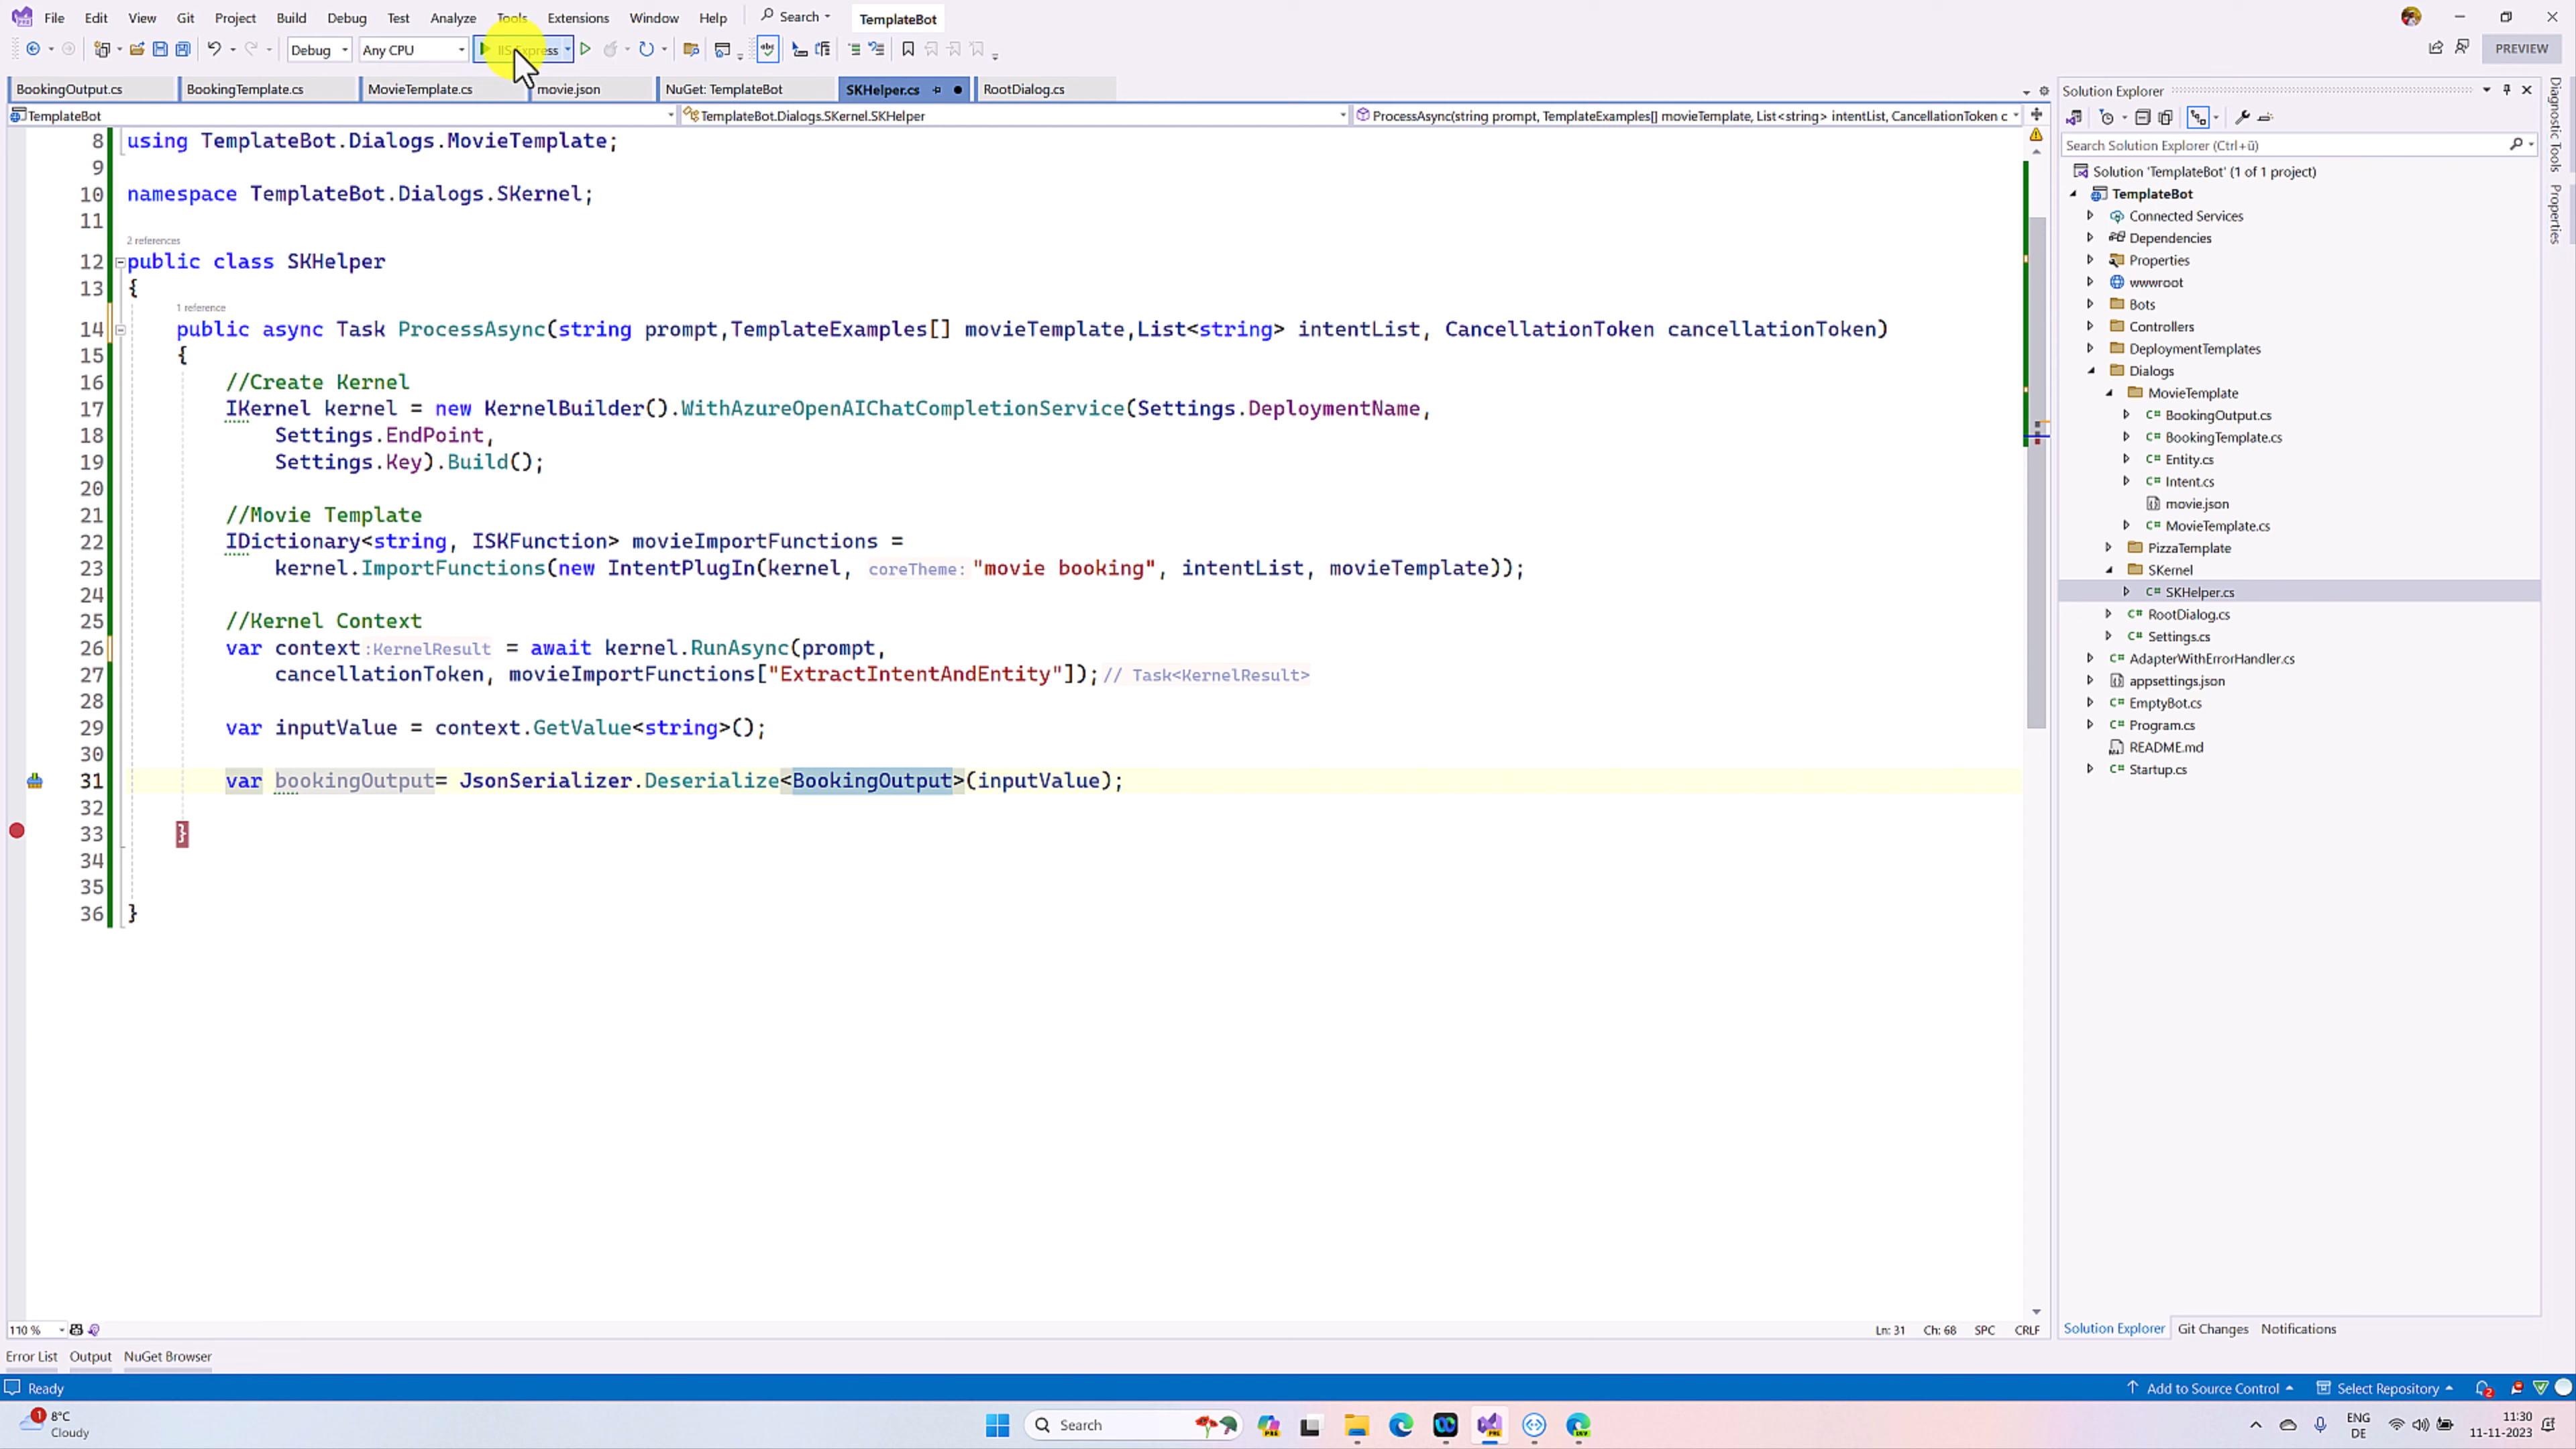 File Edit View Git Project Build Debug Test Analyze Tools Extensions Window Help Search TemplateBot
Debug Any CPU IIS Express PREVIEW
BookingOutput.cs BookingTemplate.cs MovieTemplate.cs movie.json NuGet: TemplateBot SKHelper.cs RootDialog.cs
TemplateBot TemplateBot.Dialogs.SKernel.SKHelper ProcessAsync(string prompt, TemplateExamples[] movieTemplate, List<string> intentList, CancellationToken c
8 using TemplateBot.Dialogs.MovieTemplate;
9
10 namespace TemplateBot.Dialogs.SKernel;
11
2 references
12 public class SKHelper
13 {
1 reference
14 public async Task ProcessAsync(string prompt,TemplateExamples[] movieTemplate,List<string> intentList, CancellationToken cancellationToken)
15 {
16 //Create Kernel
17 IKernel kernel = new KernelBuilder().WithAzureOpenAIChatCompletionService(Settings.DeploymentName,
18 Settings.EndPoint,
19 Settings.Key).Build();
20
21 //Movie Template
22 IDictionary<string, ISKFunction> movieImportFunctions =
23 kernel.ImportFunctions(new IntentPlugIn(kernel, coreTheme: "movie booking", intentList, movieTemplate));
24
25 //Kernel Context
26 var context :KernelResult = await kernel.RunAsync(prompt,
27 cancellationToken, movieImportFunctions["ExtractIntentAndEntity"]); // Task<KernelResult>
28
29 var inputValue = context.GetValue<string>();
30
31 var bookingOutput= JsonSerializer.Deserialize<BookingOutput>(inputValue);
32
33 }
34
35
36 }
110 % Ln: 31 Ch: 68 SPC CRLF
Solution Explorer
Search Solution Explorer (Ctrl+ü)
Solution 'TemplateBot' (1 of 1 project)
TemplateBot
Connected Services
Dependencies
Properties
wwwroot
Bots
Controllers
DeploymentTemplates
Dialogs
MovieTemplate
BookingOutput.cs
BookingTemplate.cs
Entity.cs
Intent.cs
movie.json
MovieTemplate.cs
PizzaTemplate
SKernel
SKHelper.cs
RootDialog.cs
Settings.cs
AdapterWithErrorHandler.cs
appsettings.json
EmptyBot.cs
Program.cs
README.md
Startup.cs
Solution Explorer Git Changes Notifications
Diagnostic Tools
Properties
Error List Output NuGet Browser
Ready Add to Source Control Select Repository 2
1 8°C
Cloudy
Search
ENG
DE
11:30
11-11-2023